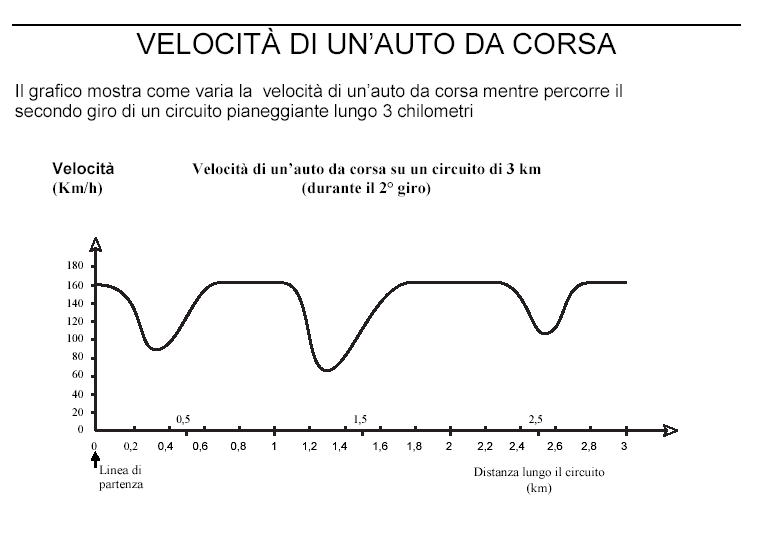 VELOCITÀ DI UN'AUTO DA CORSA
Il grafico mostra come varia la velocità di un'auto da corsa mentre percorre il
secondo giro di un circuito pianeggiante lungo 3 chilometri
Velocità
(Km/h)
Velocità di un'auto da corsa su un circuito di 3 km
(durante il 2° giro)
180
160
140
120
100
80
60
40
20
0
0,5 1,5 2,5
0 0,2 0,4 0,6 0,8 1 1,2 1,4 1,6 1,8 2 2,2 2,4 2,6 2,8 3
Linea di
partenza
Distanza lungo il circuito
(km)